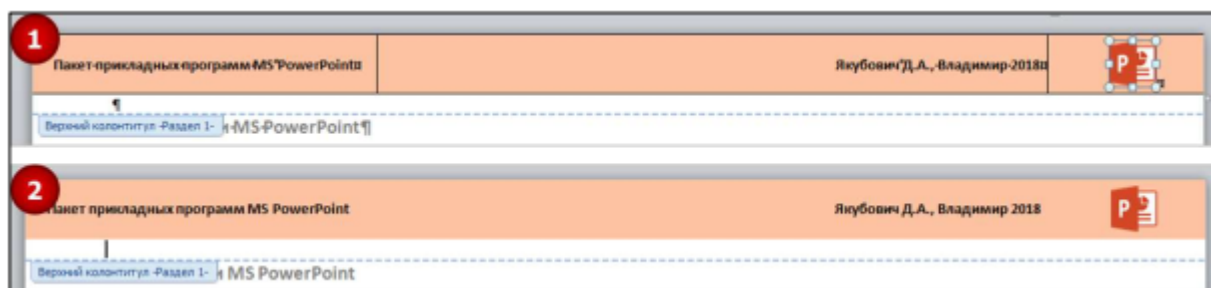 1
Пакет прикладных программ MS PowerPoint¤ Якубович Д.А., Владимир 2018¤ P
¶
Верхний колонтитул -Раздел 1- и MS PowerPoint¶
2
Пакет прикладных программ MS PowerPoint Якубович Д.А., Владимир 2018 P
Верхний колонтитул -Раздел 1- и MS PowerPoint